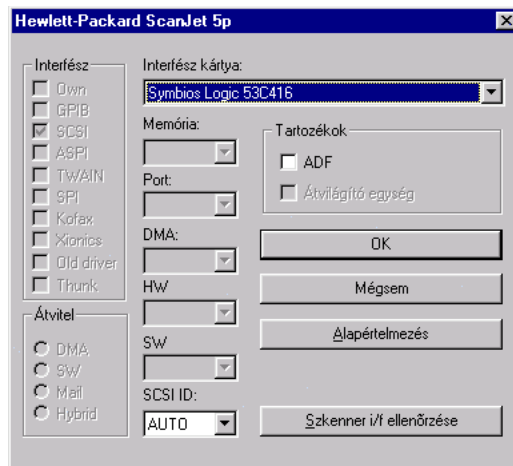 Hewlett-Packard ScanJet 5p
Interfész
Own
GPIB
SCSI
ASPI
TWAIN
SPI
Kofax
Xionics
Old driver
Thunk
Átvitel
DMA
SW
Mail
Hybrid
Interfész kártya:
Symbios Logic 53C416
Memória:
Port:
DMA:
HW
SW
SCSI ID:
AUTO
Tartozékok
ADF
Átvilágító egység
OK
Mégsem
Alapértelmezés
Szkenner i/f ellenőrzése